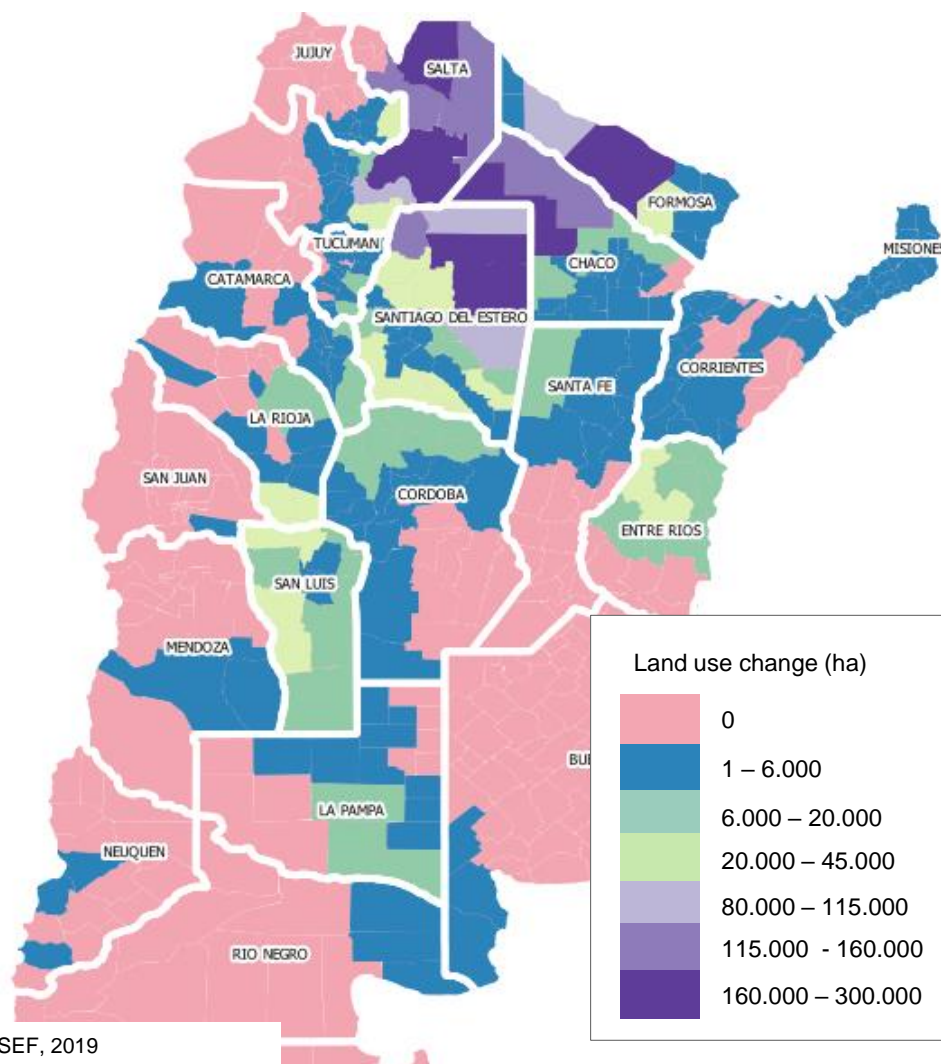 JUJUY
SALTA
FORMOSA
TUCUMAN
CHACO
MISIONES
CATAMARCA
SANTIAGO DEL ESTERO
CORRIENTES
SANTA FE
LA RIOJA
SAN JUAN
CORDOBA
ENTRE RIOS
SAN LUIS
MENDOZA
BUE
LA PAMPA
NEUQUEN
RIO NEGRO
Land use change (ha)
0
1 – 6.000
6.000 – 20.000
20.000 – 45.000
80.000 – 115.000
115.000 - 160.000
160.000 – 300.000
SEF, 2019